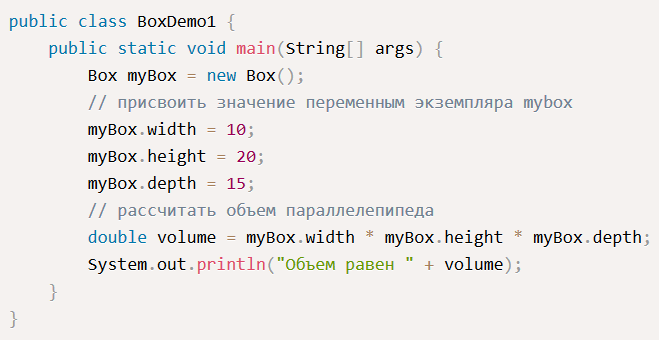 public class BoxDemo1 {
    public static void main(String[] args) {
        Box myBox = new Box();
        // присвоить значение переменным экземпляра mybox
        myBox.width = 10;
        myBox.height = 20;
        myBox.depth = 15;
        // рассчитать объем параллелепипеда
        double volume = myBox.width * myBox.height * myBox.depth;
        System.out.println("Объем равен " + volume);
    }
}